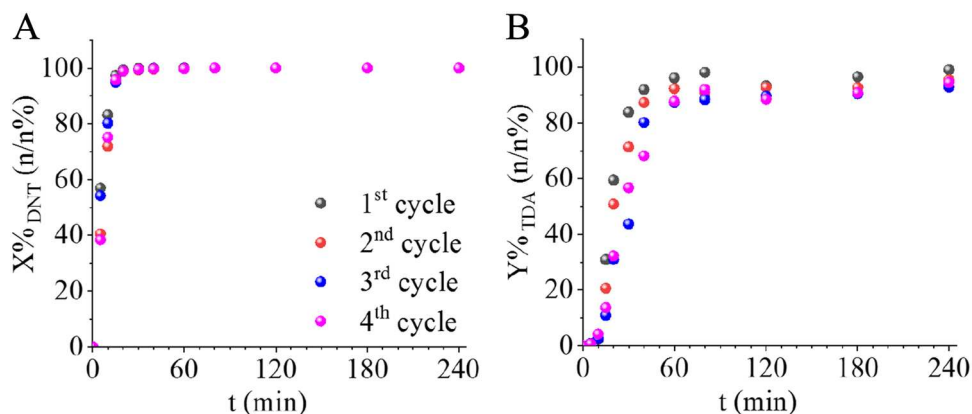 A
X%DNT (n/n%)
100
80
60
40
20
0
1st cycle
2nd cycle
3rd cycle
4th cycle
0 60 120 180 240
t (min)
B
Y%TDA (n/n%)
100
80
60
40
20
0
0 60 120 180 240
t (min)